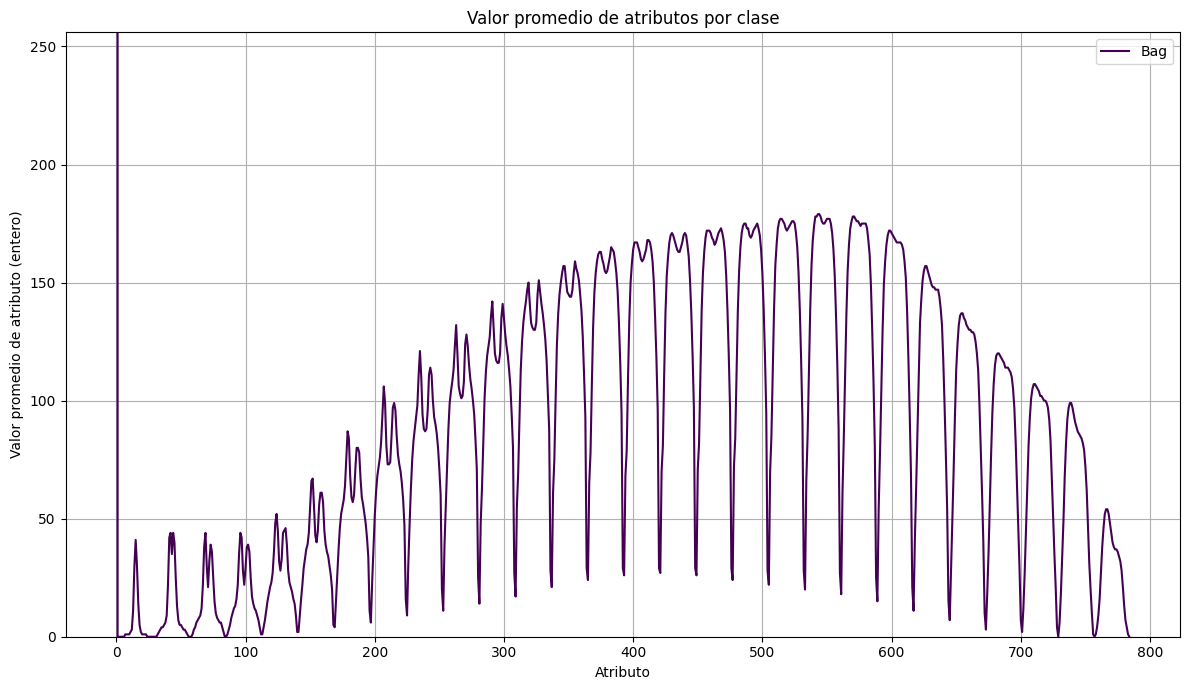 Valor promedio de atributos por clase
Bag
Valor promedio de atributo (entero)
250
200
150
100
50
0
0 100 200 300 400 500 600 700 800
Atributo